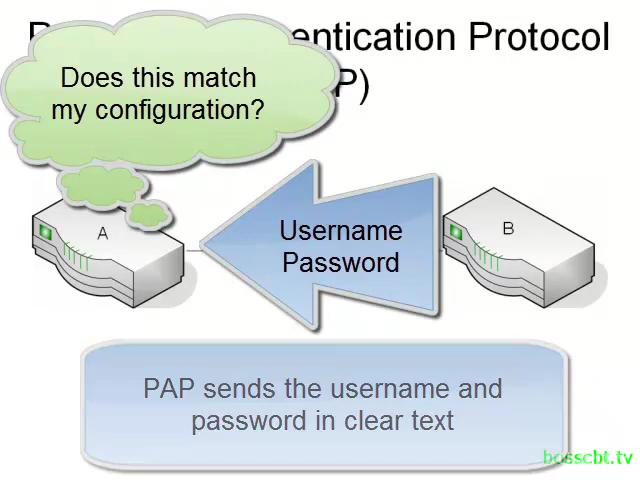 entication Protocol
P)
Does this match
my configuration?
A
Username
Password
B
PAP sends the username and
password in clear text
bosscbt.tv